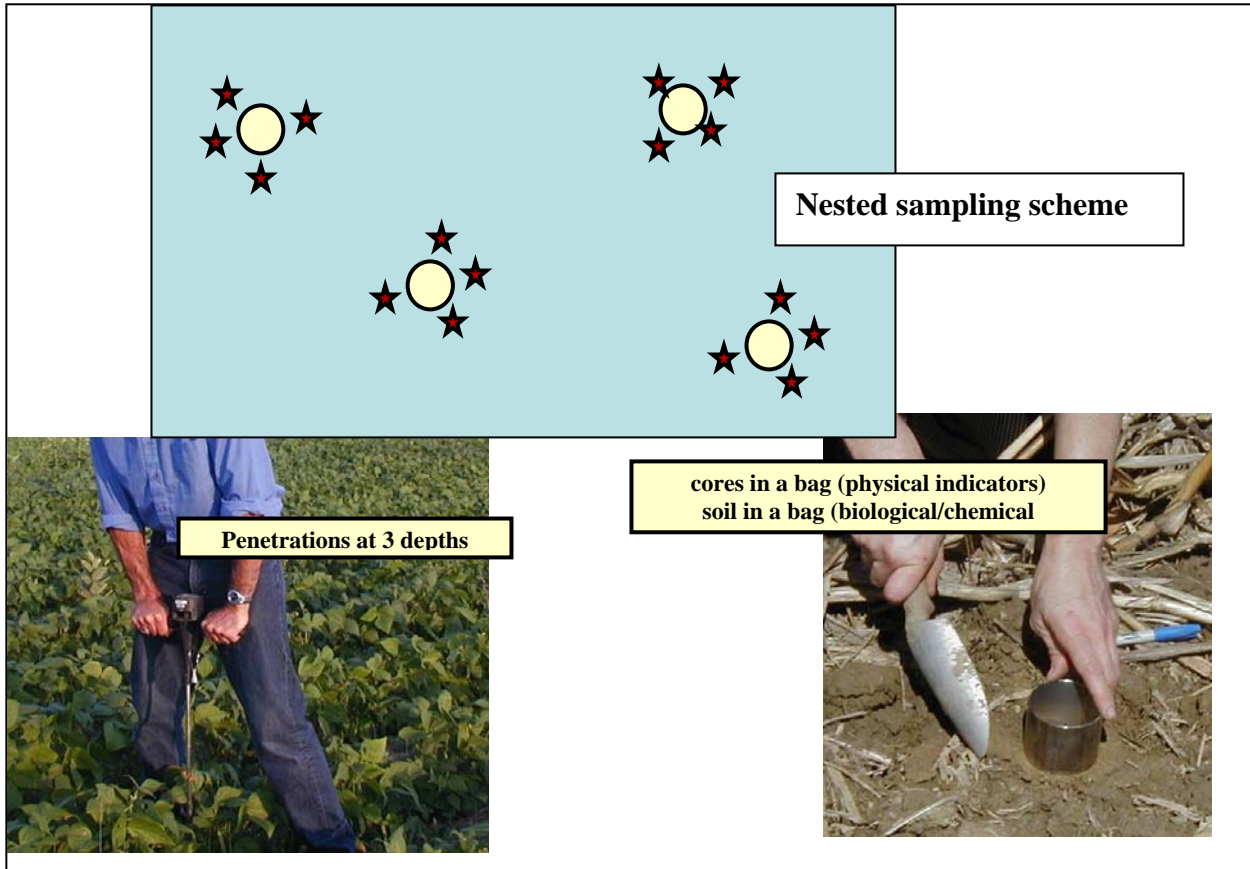 Nested sampling scheme
cores in a bag (physical indicators)
soil in a bag (biological/chemical
Penetrations at 3 depths